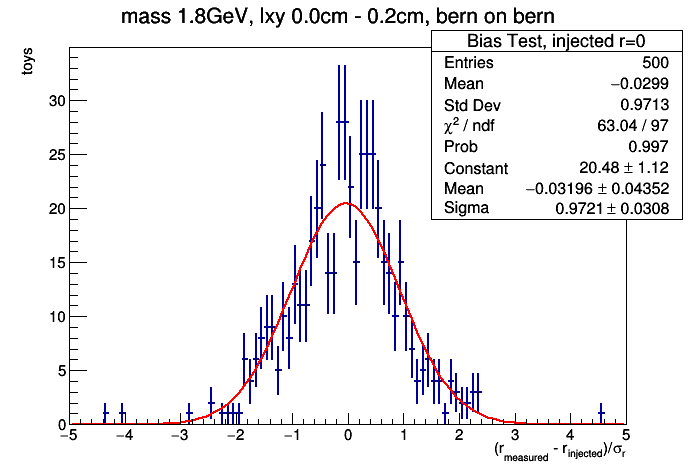 mass 1.8GeV, lxy 0.0cm - 0.2cm, bern on bern
Bias Test, injected r=0
Entries 500
Mean −0.0299
Std Dev 0.9713
χ² / ndf 63.04 / 97
Prob 0.997
Constant 20.48 ± 1.12
Mean −0.03196 ± 0.04352
Sigma 0.9721 ± 0.0308
toys
30
25
20
15
10
5
0
−5 −4 −3 −2 −1 0 1 2 3 4 5
(r measured - r injected)/σr